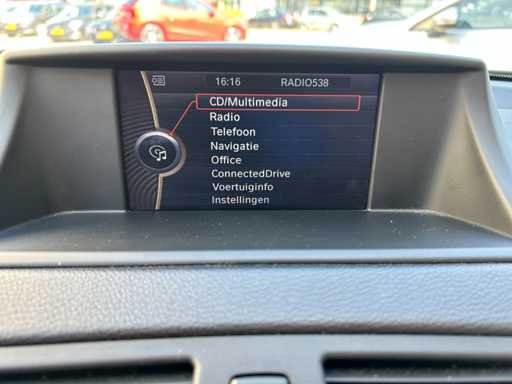 16:16 RADIO538
CD/Multimedia
Radio
Telefoon
Navigatie
Office
ConnectedDrive
Voertuiginfo
Instellingen